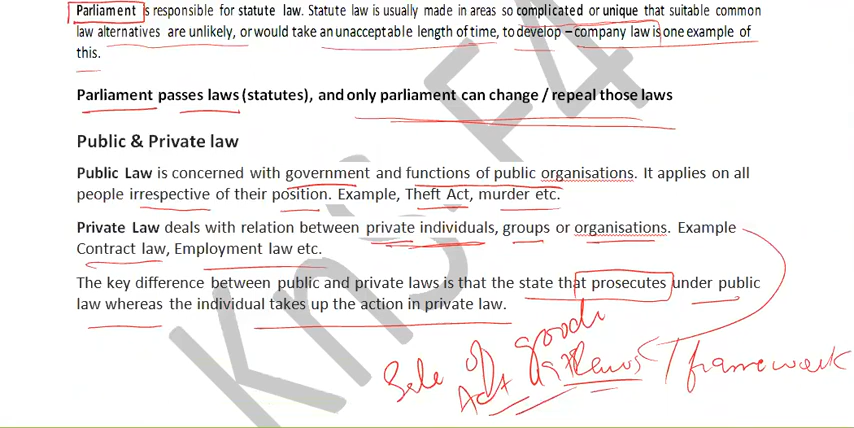 Parliament is responsible for statute law. Statute law is usually made in areas so complicated or unique that suitable common
law alternatives are unlikely, or would take an unacceptable length of time, to develop – company law is one example of
this.
Parliament passes laws (statutes), and only parliament can change / repeal those laws
Public & Private law
Public Law is concerned with government and functions of public organisations. It applies on all
people irrespective of their position. Example, Theft Act, murder etc.
Private Law deals with relation between private individuals, groups or organisations. Example
Contract law, Employment law etc.
The key difference between public and private laws is that the state that prosecutes under public
law whereas the individual takes up the action in private law.
Sale of goods
Act laws / framework
Kns F4